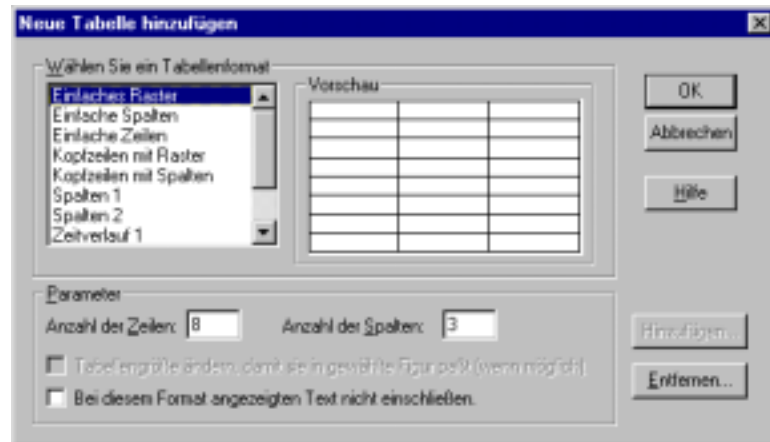 Neue Tabelle hinzufügen
Wählen Sie ein Tabellenformat
Einfaches Raster
Einfache Spalten
Einfache Zeilen
Kopfzeilen mit Raster
Kopfzeilen mit Spalten
Spalten 1
Spalten 2
Zeitverlauf 1
Vorschau
OK
Abbrechen
Hilfe
Parameter
Anzahl der Zeilen: 8 Anzahl der Spalten: 3
Tabellengröße ändern, damit sie in gewählte Figur paßt (wenn möglich).
Bei diesem Format angezeigten Text nicht einschließen.
Hinzufügen...
Entfernen...